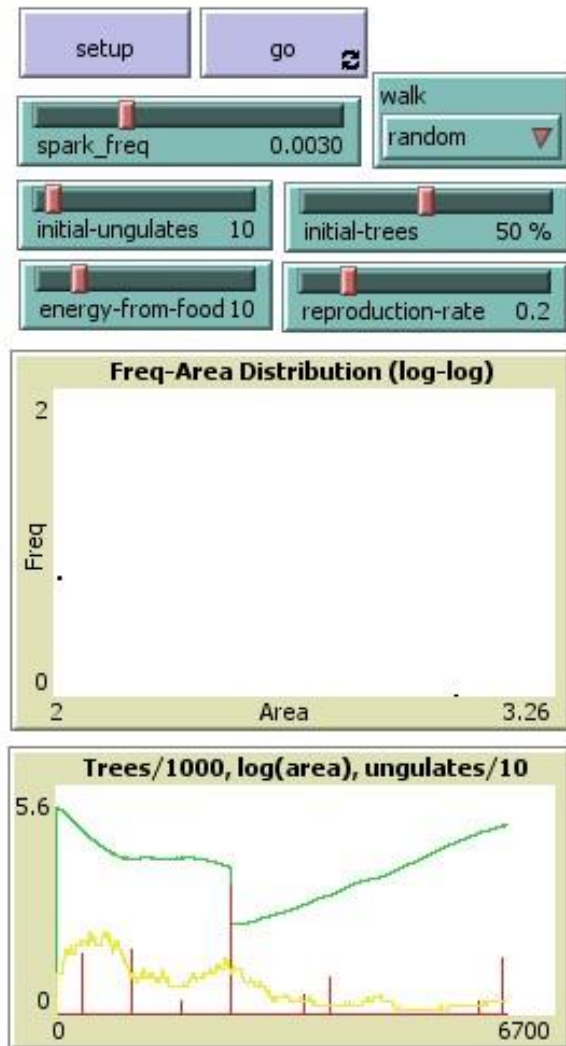 setup
go
walk
random
spark_freq 0.0030
initial-ungulates 10
initial-trees 50 %
energy-from-food 10
reproduction-rate 0.2
Freq-Area Distribution (log-log)
2
Freq
0
2 Area 3.26
Trees/1000, log(area), ungulates/10
5.6
0
0 6700